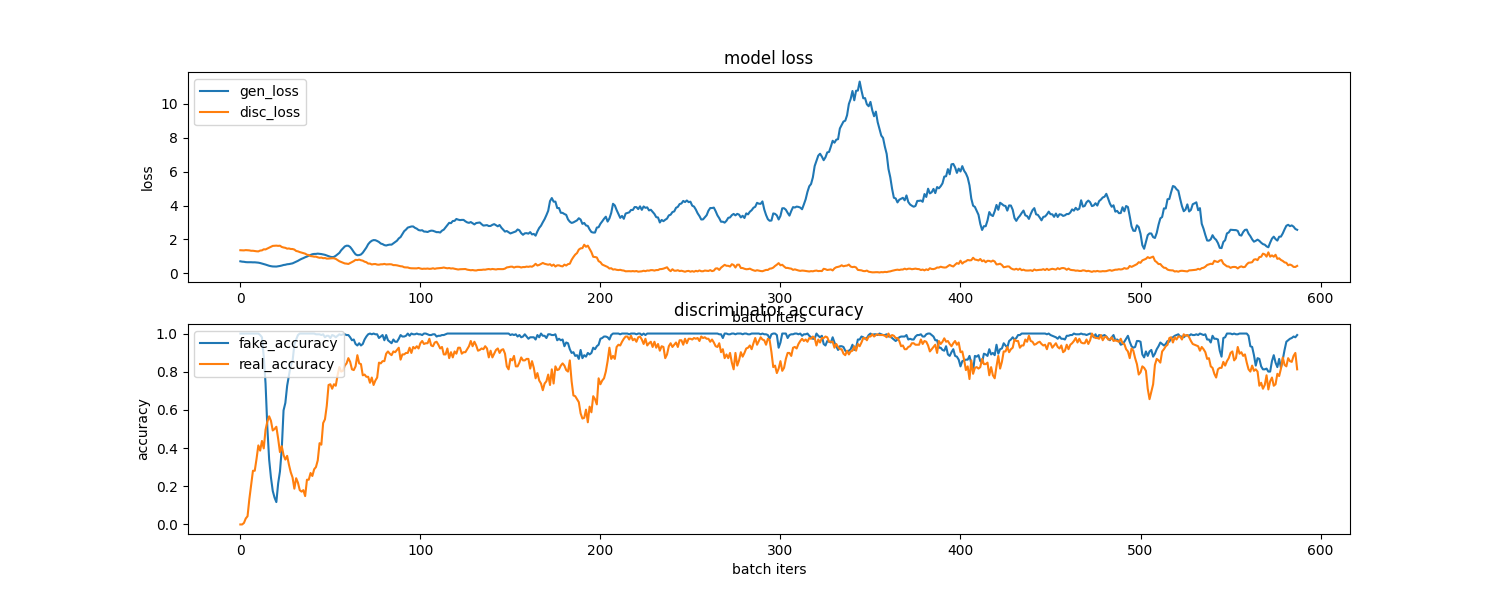 model loss
gen_loss
disc_loss
loss
10
8
6
4
2
0
0 100 200 300 400 500 600
batch iters
discriminator accuracy
fake_accuracy
real_accuracy
accuracy
1.0
0.8
0.6
0.4
0.2
0.0
0 100 200 300 400 500 600
batch iters